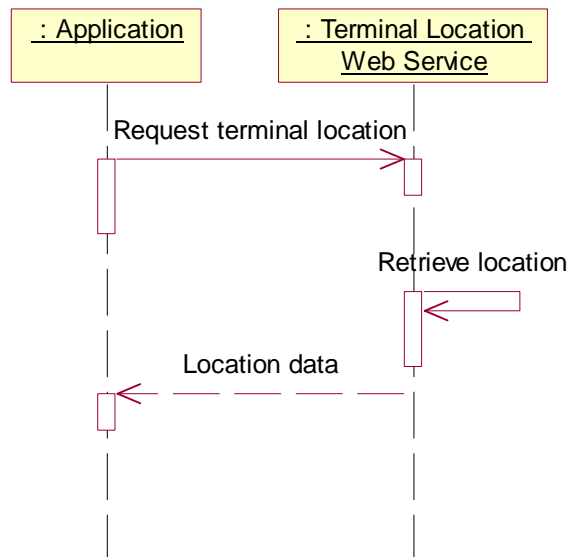 : Application
: Terminal Location
Web Service
Request terminal location
Retrieve location
Location data